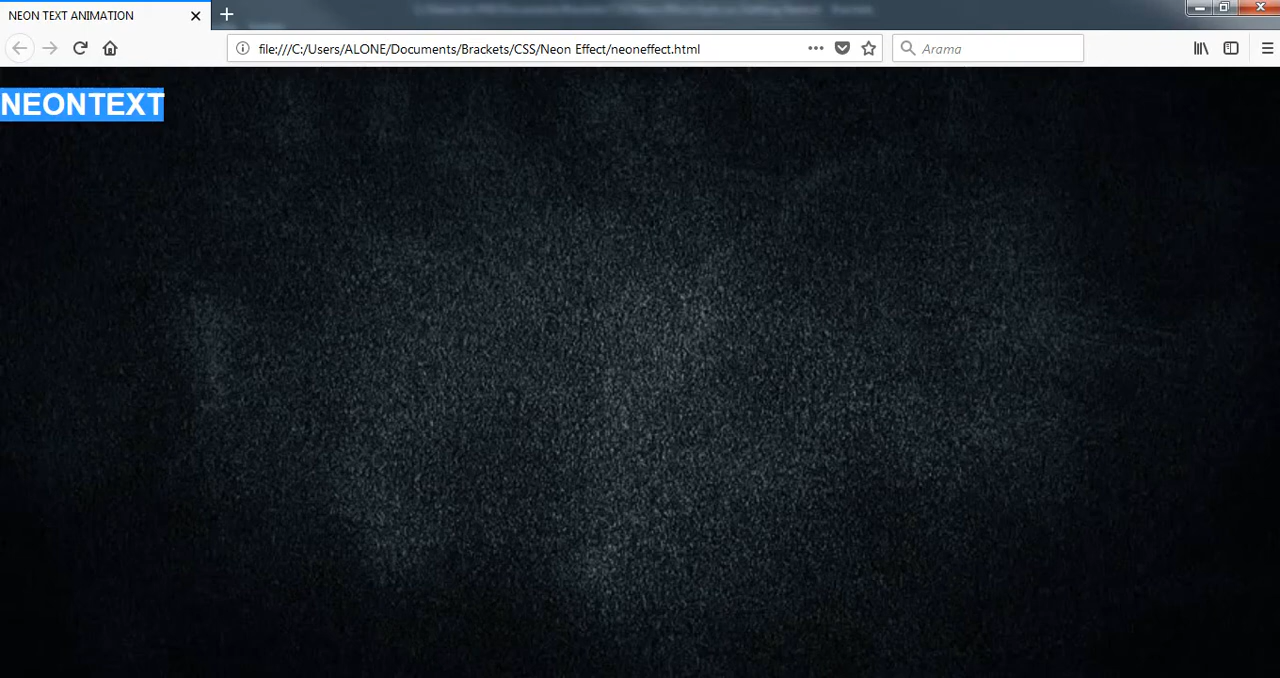 NEON TEXT ANIMATION
file:///C:/Users/ALONE/Documents/Brackets/CSS/Neon Effect/neoneffect.html
Arama
NEONTEXT